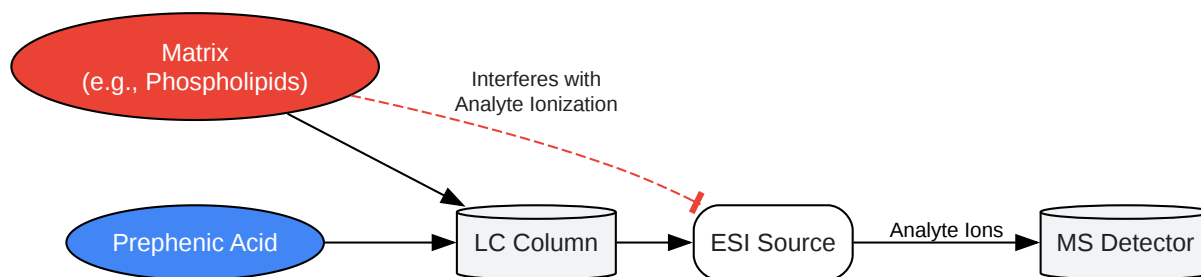 Matrix
(e.g., Phospholipids)
Interferes with
Analyte Ionization
Prephenic Acid
LC Column
ESI Source
Analyte Ions
MS Detector